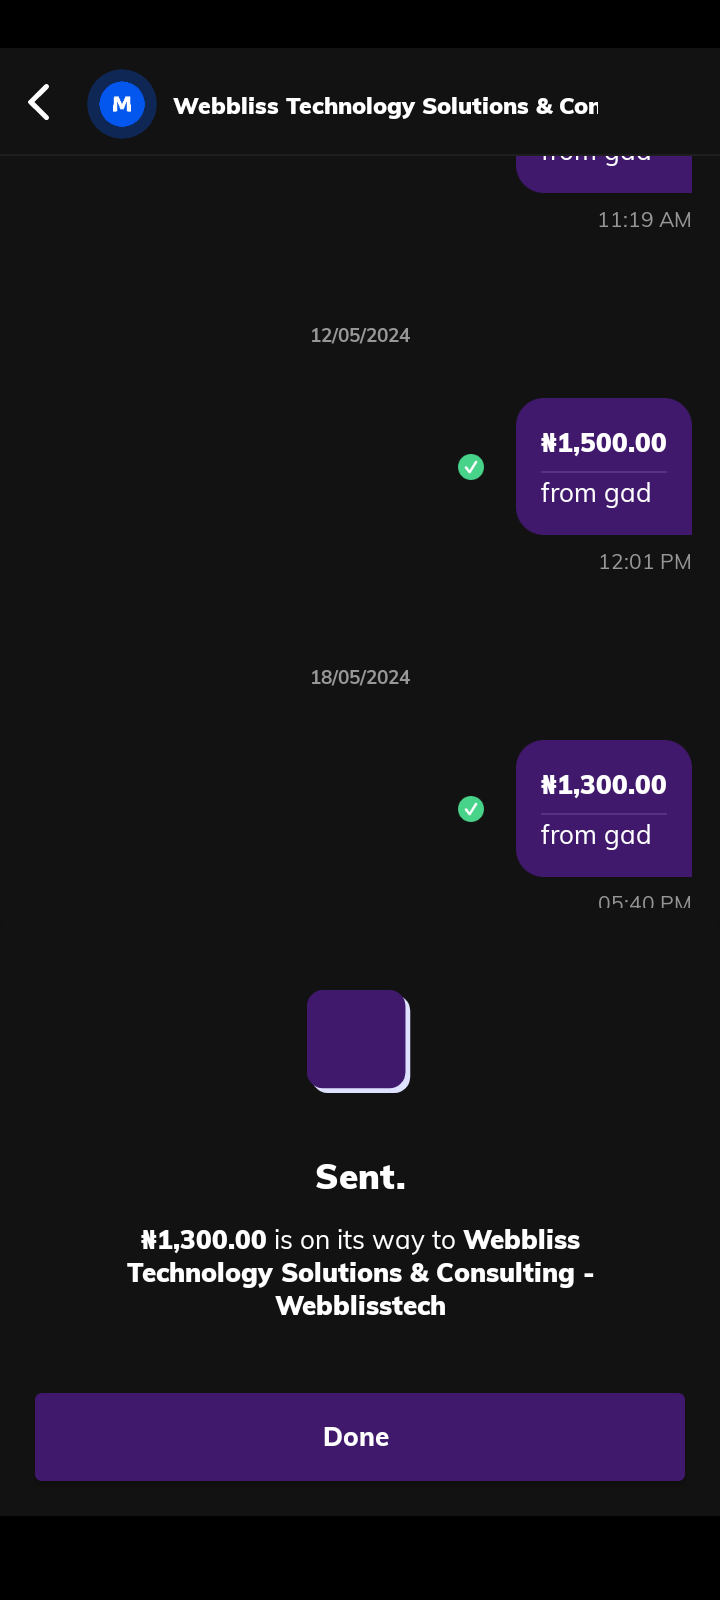 M
Webbliss Technology Solutions & Con
from gad
11:19 AM
12/05/2024
₦1,500.00
from gad
12:01 PM
18/05/2024
₦1,300.00
from gad
05:40 PM
Sent.
₦1,300.00 is on its way to Webbliss
Technology Solutions & Consulting -
Webblisstech
Done